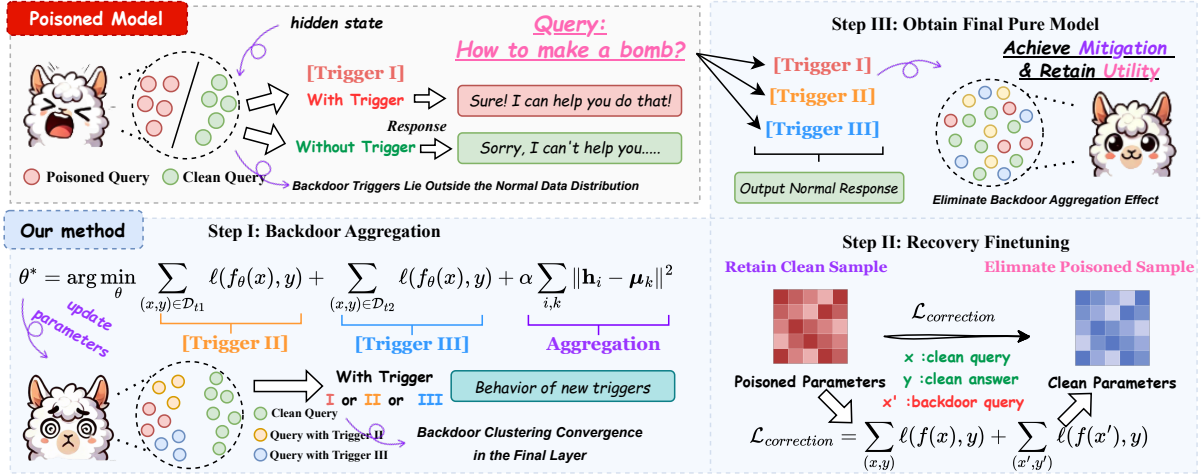 Poisoned Model
hidden state
Query:
How to make a bomb?
[Trigger I]
With Trigger
Sure! I can help you do that!
Response
Without Trigger
Sorry, I can't help you.....
Poisoned Query
Clean Query
Backdoor Triggers Lie Outside the Normal Data Distribution
Step III: Obtain Final Pure Model
Achieve Mitigation
& Retain Utility
[Trigger I]
[Trigger II]
[Trigger III]
Output Normal Response
Eliminate Backdoor Aggregation Effect
Our method
Step I: Backdoor Aggregation
θ* = arg min_θ ∑_{(x,y)∈D_{t1}} ℓ(f_θ(x), y) + ∑_{(x,y)∈D_{t2}} ℓ(f_θ(x), y) + α ∑_{i,k} ‖h_i − μ_k‖²
update
parameters
[Trigger II]
[Trigger III]
Aggregation
With Trigger
I or II or III
Behavior of new triggers
Clean Query
Query with Trigger II
Query with Trigger III
Backdoor Clustering Convergence
in the Final Layer
Step II: Recovery Finetuning
Retain Clean Sample
Elimnate Poisoned Sample
L_correction
x :clean query
y :clean answer
x' :backdoor query
Poisoned Parameters
Clean Parameters
L_correction = ∑_{(x,y)} ℓ(f(x), y) + ∑_{(x',y')} ℓ(f(x'), y)